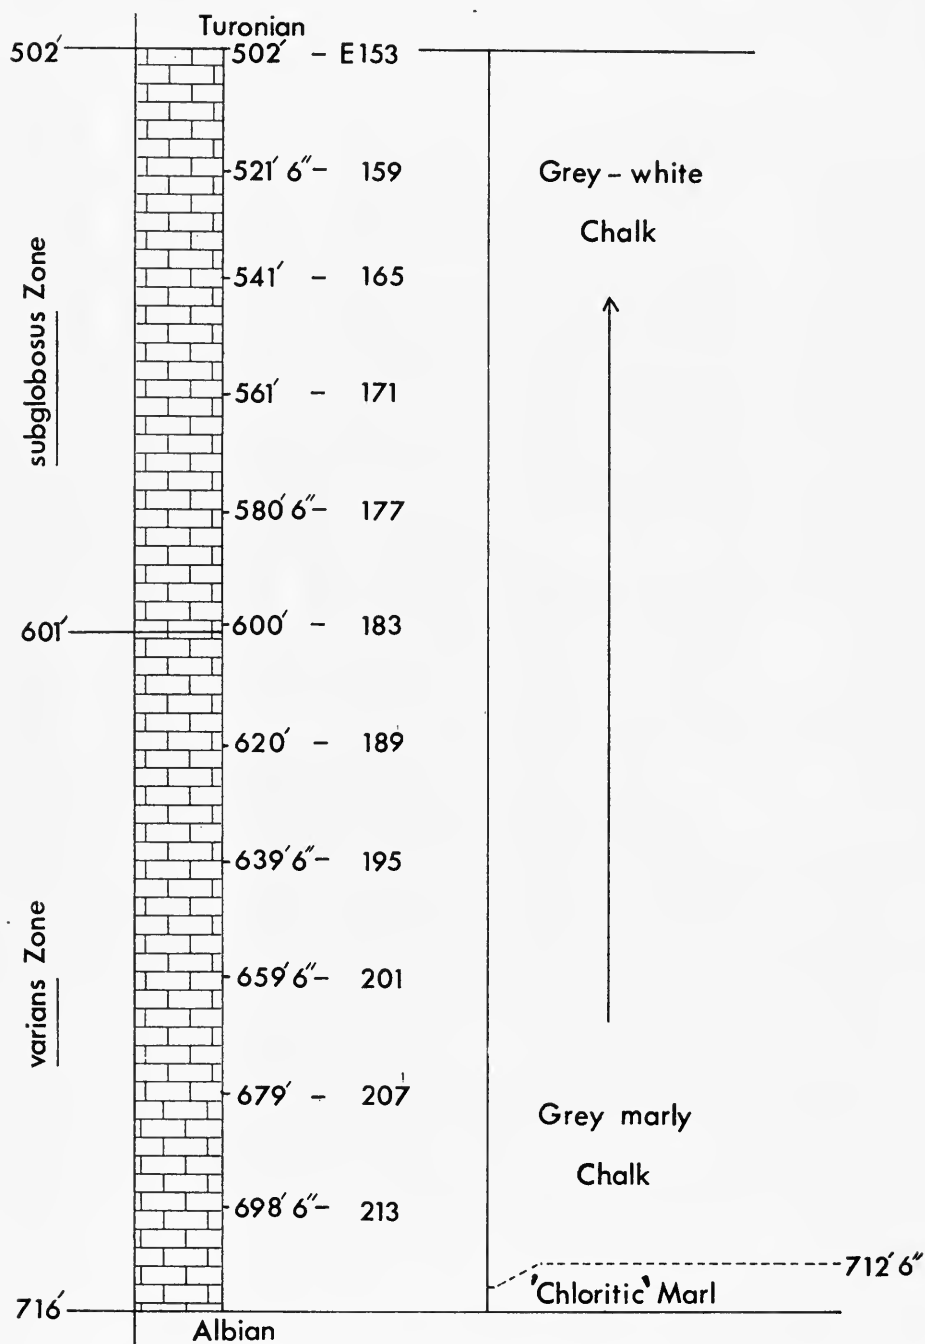 Turonian
502′ 502′ – E153
521′ 6″– 159
Grey – white
Chalk
541′ – 165
subglobosus Zone
561′ – 171
580′ 6″– 177
601′ 600′ – 183
620′ – 189
639′ 6″– 195
varians Zone
659′ 6″– 201
679′ – 207
Grey marly
Chalk
698′ 6″– 213
712′ 6″
'Chloritic' Marl
716′
Albian